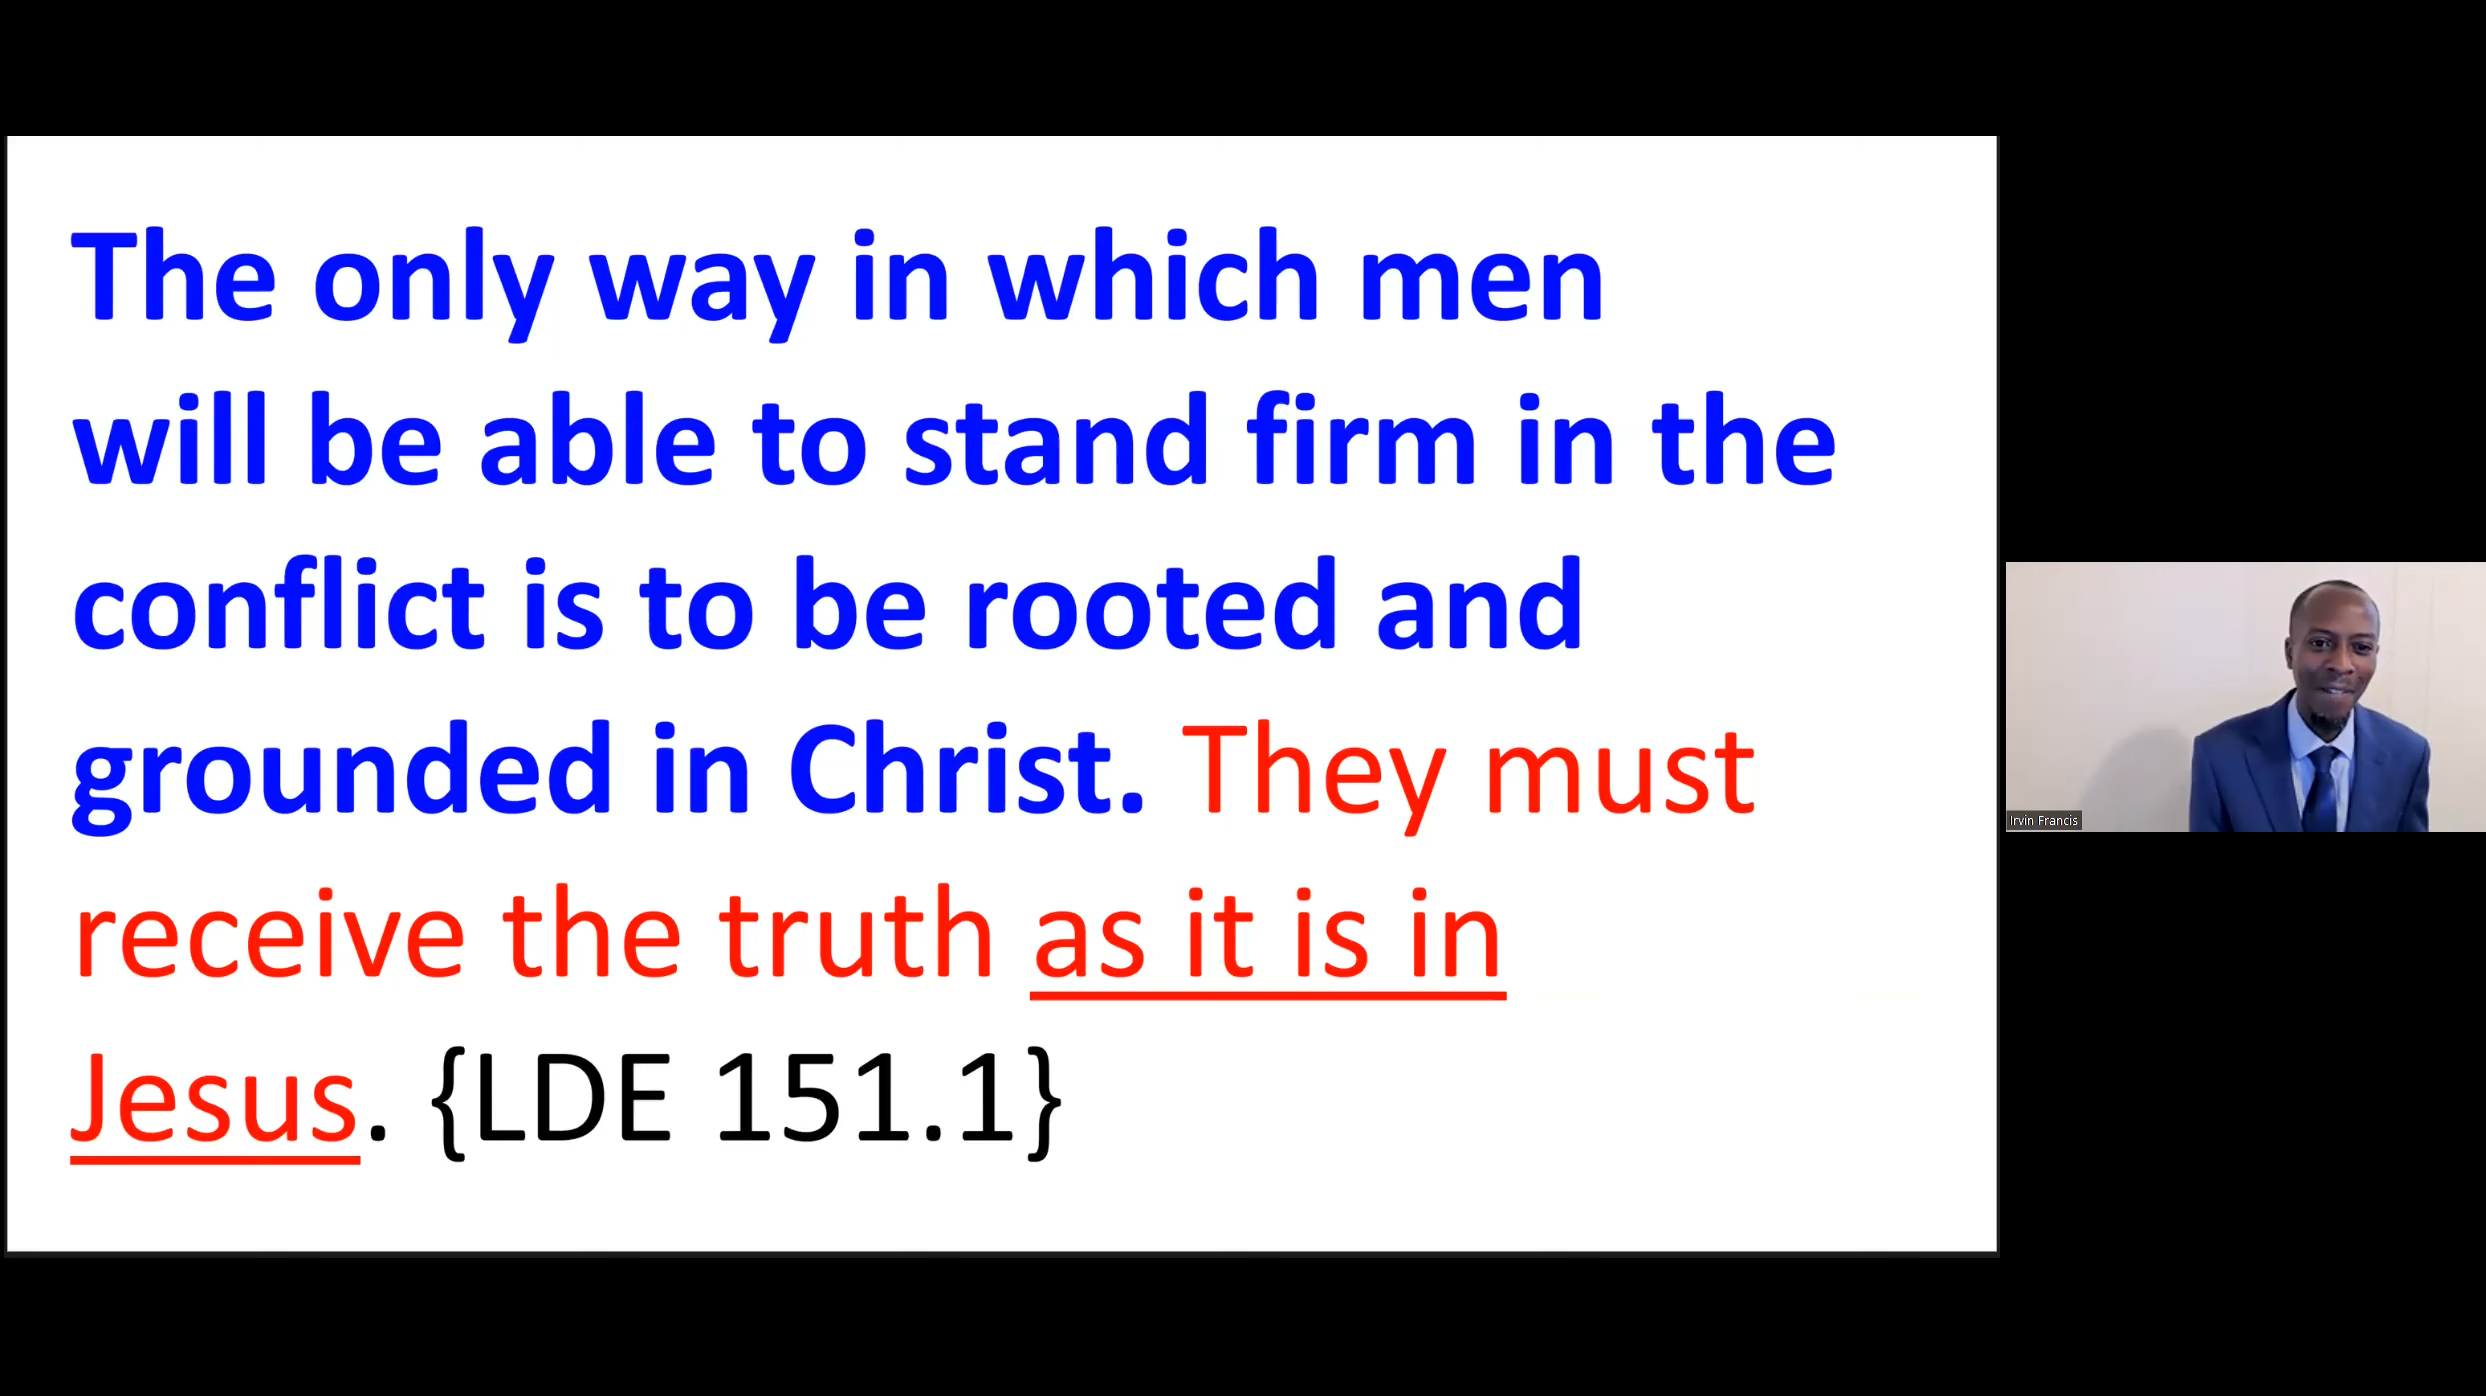 The only way in which men
will be able to stand firm in the
conflict is to be rooted and
grounded in Christ. They must
receive the truth as it is in
Jesus. {LDE 151.1}
Irvin Francis